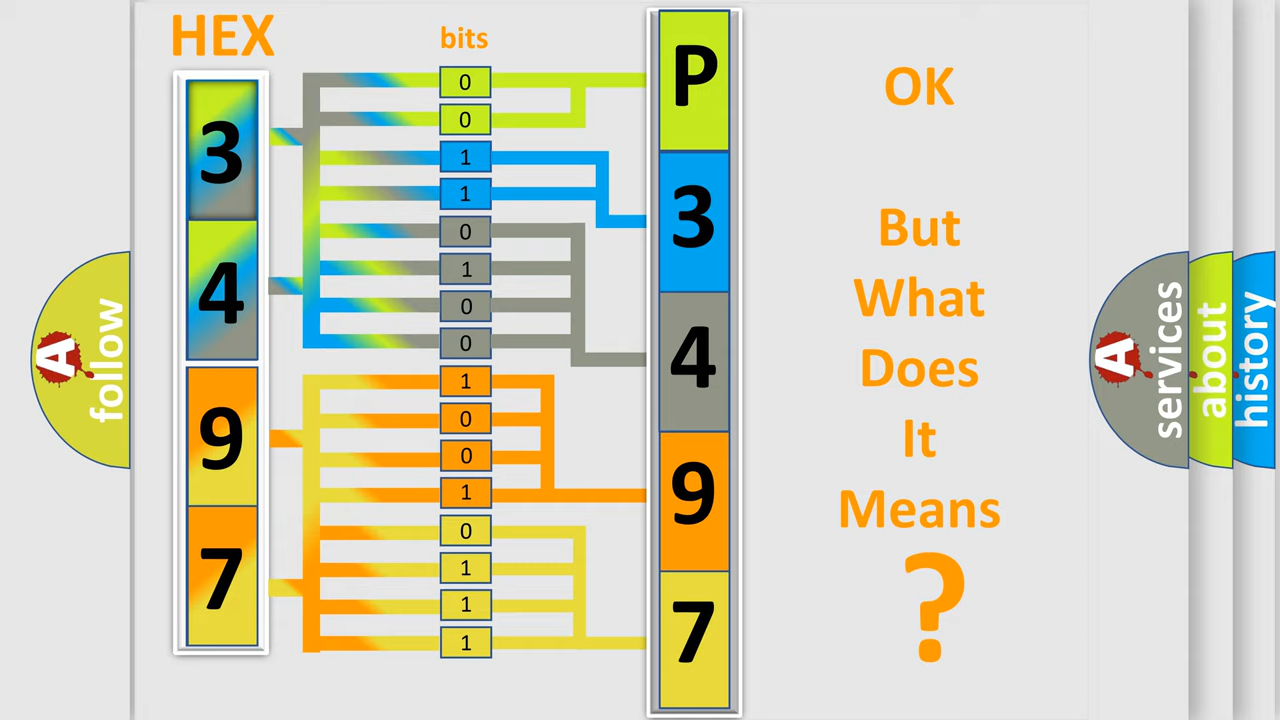 HEX
bits
3
4
9
7
0
0
1
1
0
1
0
0
1
0
0
1
0
1
1
1
P
3
4
9
7
OK
But
What
Does
It
Means
?
A
follow
A
services
about
history